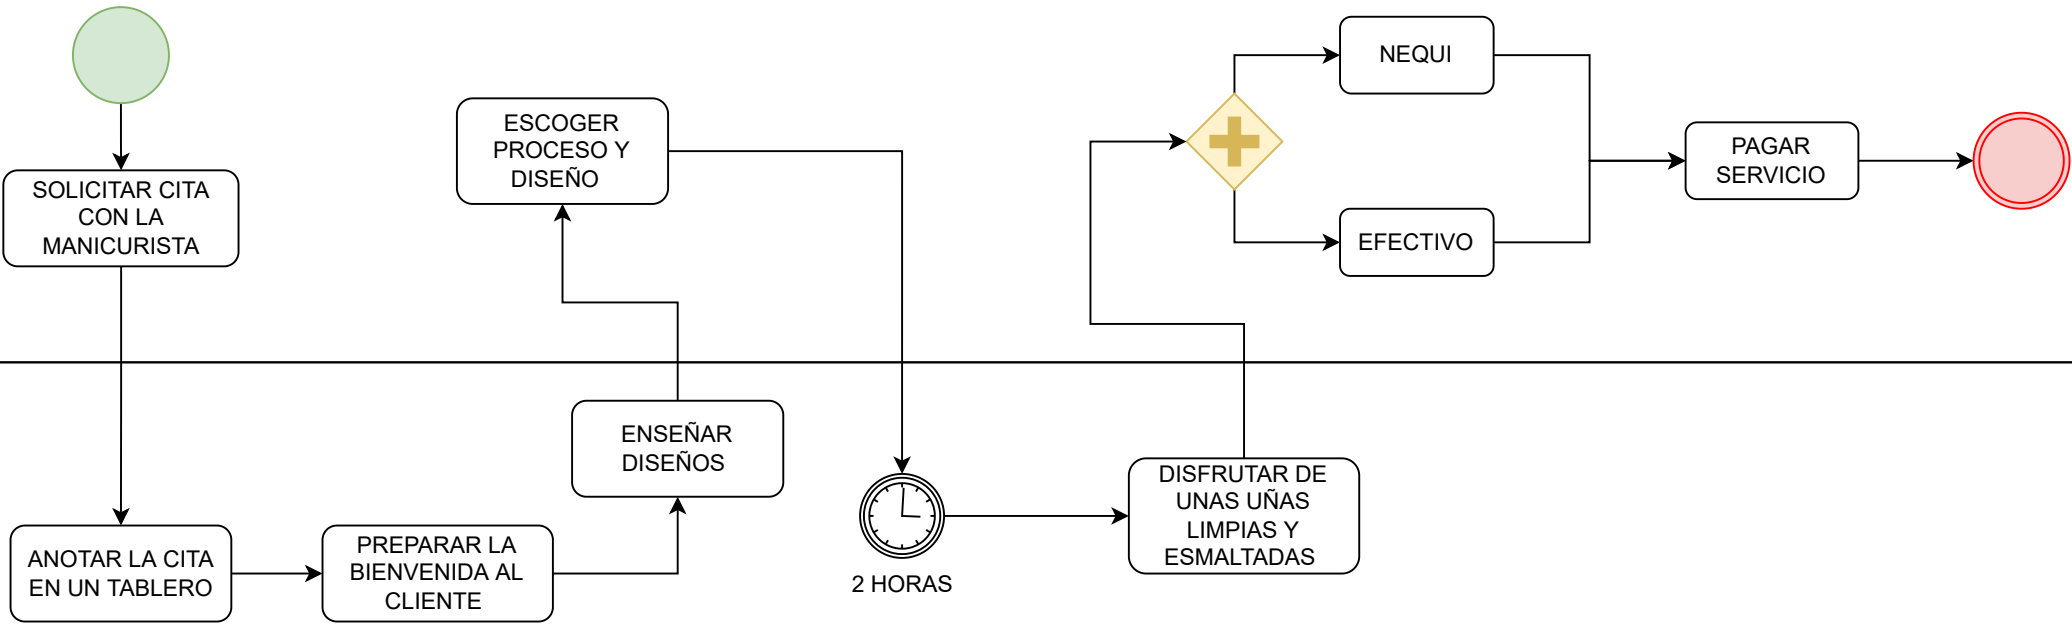 SOLICITAR CITA
CON LA
MANICURISTA
ANOTAR LA CITA
EN UN TABLERO
PREPARAR LA
BIENVENIDA AL
CLIENTE
ENSEÑAR
DISEÑOS
ESCOGER
PROCESO Y
DISEÑO
2 HORAS
DISFRUTAR DE
UNAS UÑAS
LIMPIAS Y
ESMALTADAS
NEQUI
EFECTIVO
PAGAR
SERVICIO